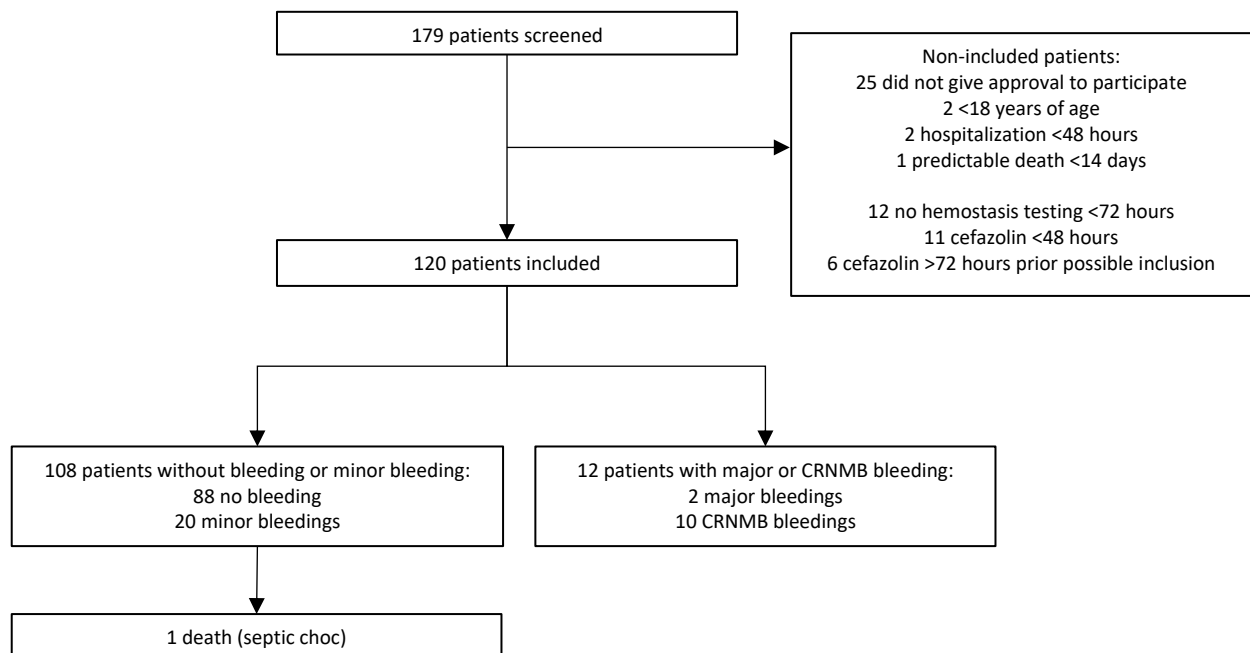 179 patients screened
Non-included patients:
25 did not give approval to participate
2 <18 years of age
2 hospitalization <48 hours
1 predictable death <14 days
12 no hemostasis testing <72 hours
11 cefazolin <48 hours
6 cefazolin >72 hours prior possible inclusion
120 patients included
108 patients without bleeding or minor bleeding:
88 no bleeding
20 minor bleedings
12 patients with major or CRNMB bleeding:
2 major bleedings
10 CRNMB bleedings
1 death (septic choc)